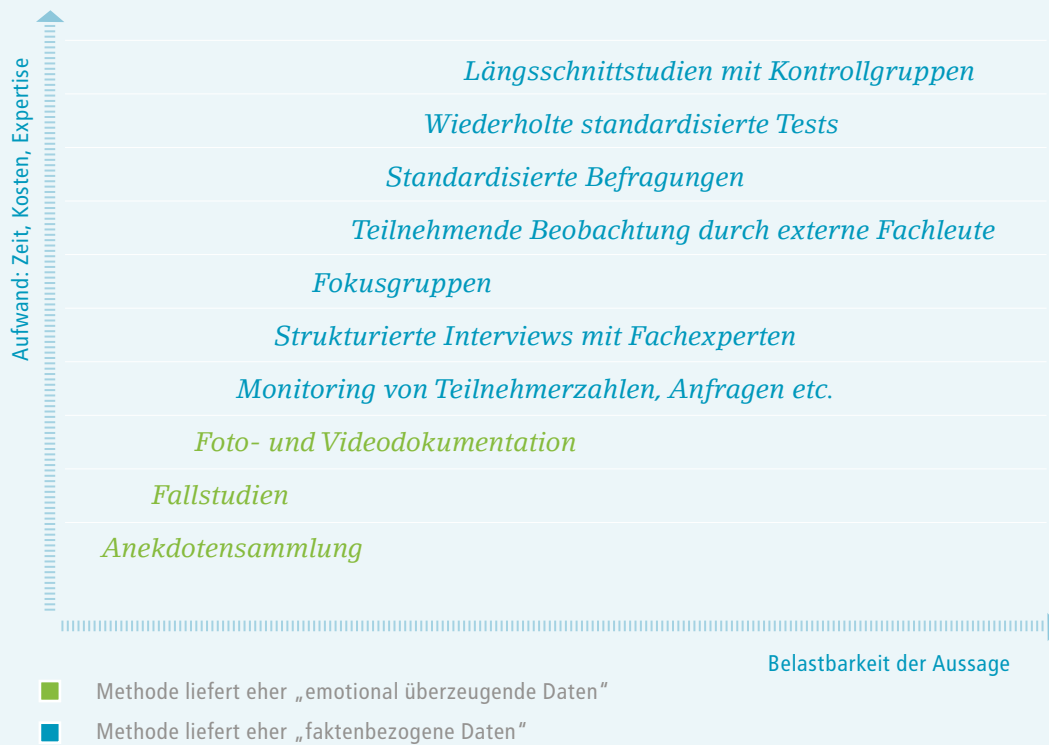 Aufwand: Zeit, Kosten, Expertise
Längsschnittstudien mit Kontrollgruppen
Wiederholte standardisierte Tests
Standardisierte Befragungen
Teilnehmende Beobachtung durch externe Fachleute
Fokusgruppen
Strukturierte Interviews mit Fachexperten
Monitoring von Teilnehmerzahlen, Anfragen etc.
Foto- und Videodokumentation
Fallstudien
Anekdotensammlung
Belastbarkeit der Aussage
Methode liefert eher „emotional überzeugende Daten“
Methode liefert eher „faktenbezogene Daten“